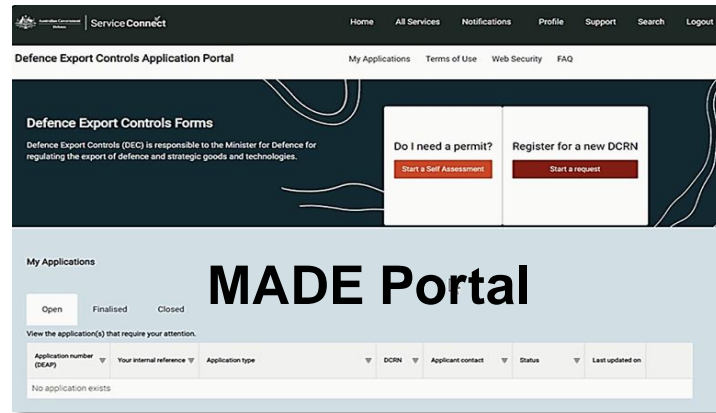 Australian Government
Defence
Service Connect
Home All Services Notifications Profile Support Search Logout
Defence Export Controls Application Portal
My Applications Terms of Use Web Security FAQ
Defence Export Controls Forms
Defence Export Controls (DEC) is responsible to the Minister for Defence for
regulating the export of defence and strategic goods and technologies.
Do I need a permit?
Start a Self Assessment
Register for a new DCRN
Start a request
My Applications
MADE Portal
Open Finalised Closed
View the application(s) that require your attention.
Application number
(DEAP)
Your internal reference
Application type
DCRN
Applicant contact
Status
Last updated on
No application exists